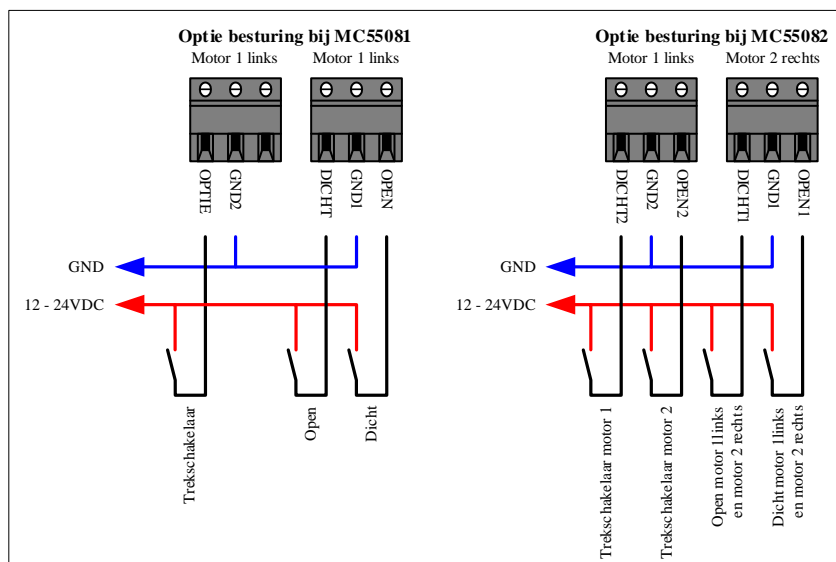 Optie besturing bij MC55081
Motor 1 links
Motor 1 links
OPTIE
GND2
DICHT
GND1
OPEN
GND
12 - 24VDC
Trekschakelaar
Open
Dicht
Optie besturing bij MC55082
Motor 1 links
Motor 2 rechts
DICHT2
GND2
OPEN2
DICHT1
GND1
OPEN1
GND
12 - 24VDC
Trekschakelaar motor 1
Trekschakelaar motor 2
Open motor 1links
en motor 2 rechts
Dicht motor 1links
en motor 2 rechts